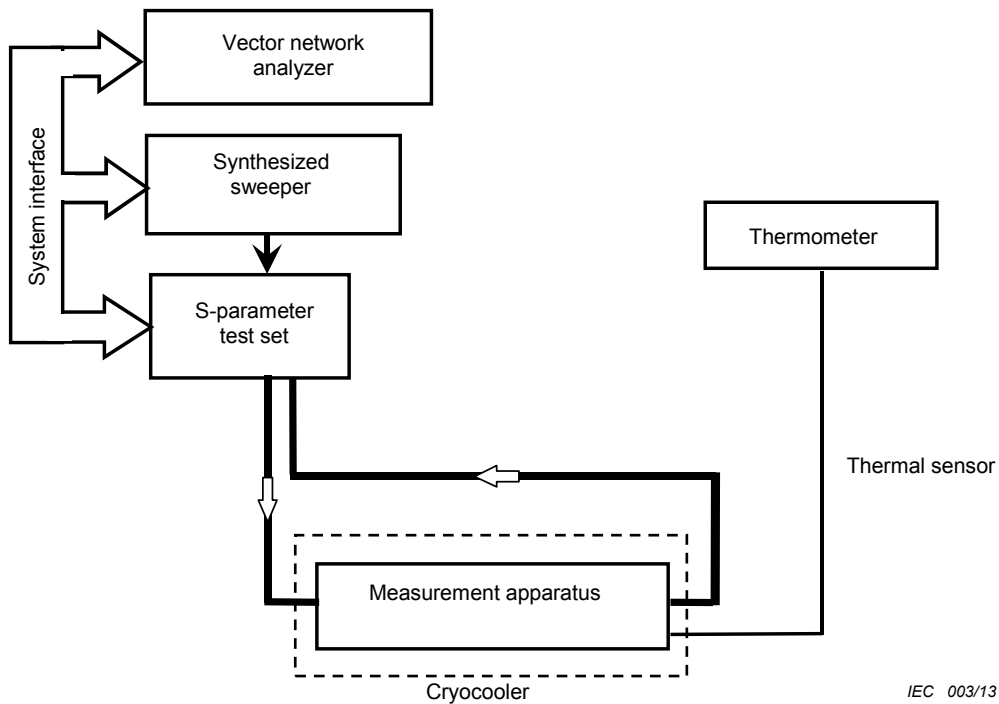 Vector network
analyzer
System interface
Synthesized
sweeper
Thermometer
S-parameter
test set
Thermal sensor
Measurement apparatus
Cryocooler
IEC 003/13